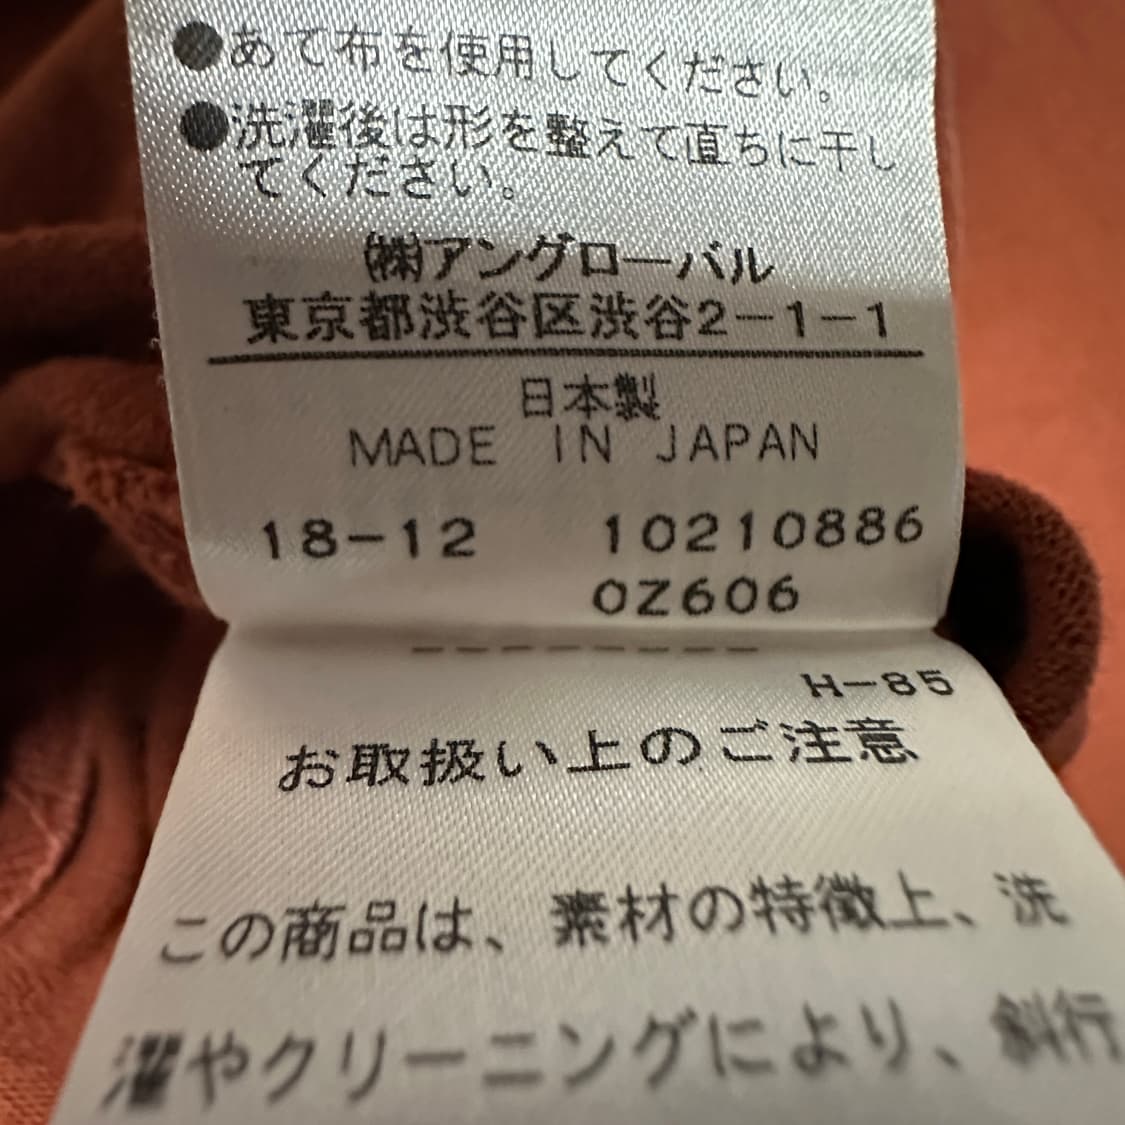 ●あて布を使用してください。
●洗濯後は形を整えて直ちに干し
てください。
㈱アングローバル
東京都渋谷区渋谷2-1-1
日本製
MADE IN JAPAN
18-12 10210886
OZ606
H-85
お取扱い上のご注意
この商品は、素材の特徴上、洗
濯やクリーニングにより、斜行